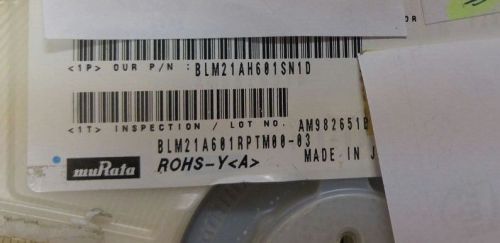 <1P> OUR P/N : BLM21AH601SN1D
<1T> INSPECTION / LOT NO. AM982651
BLM21A601RPTM00-03
muRata ROHS-Y<A> MADE IN